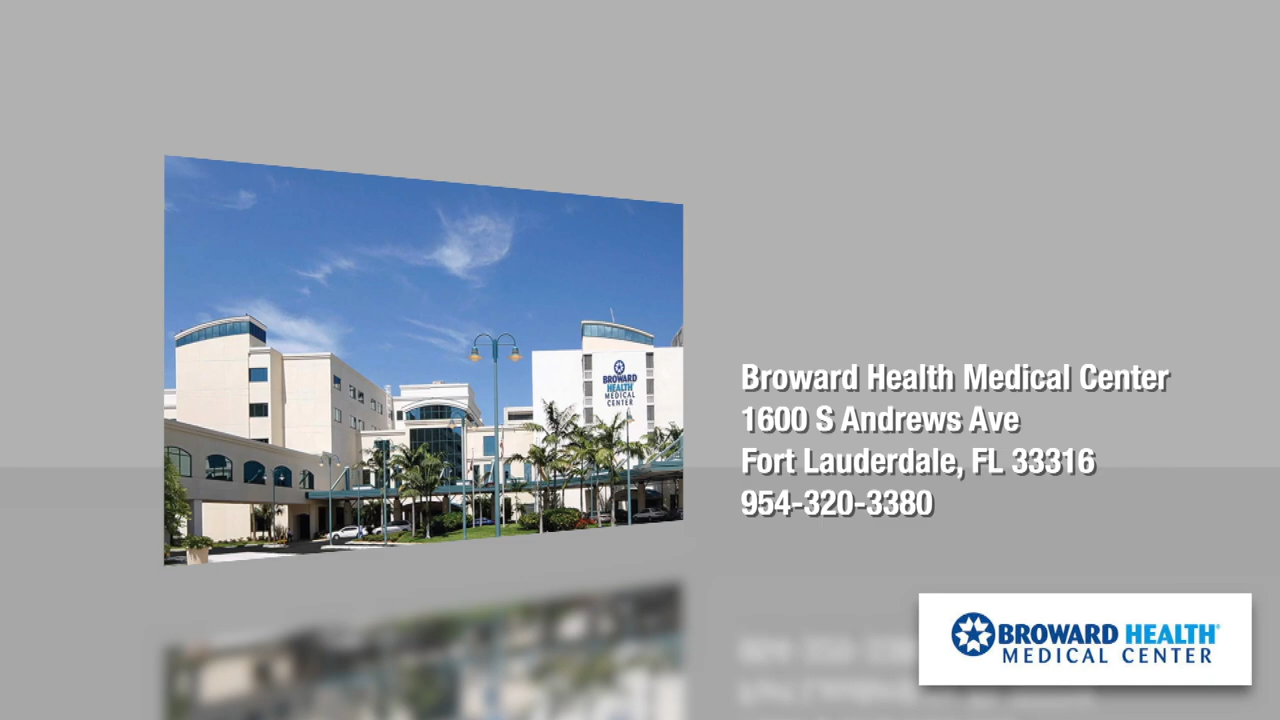 BROWARD
HEALTH
MEDICAL
CENTER
Broward Health Medical Center
1600 S Andrews Ave
Fort Lauderdale, FL 33316
954-320-3380
BROWARD HEALTH®
MEDICAL CENTER